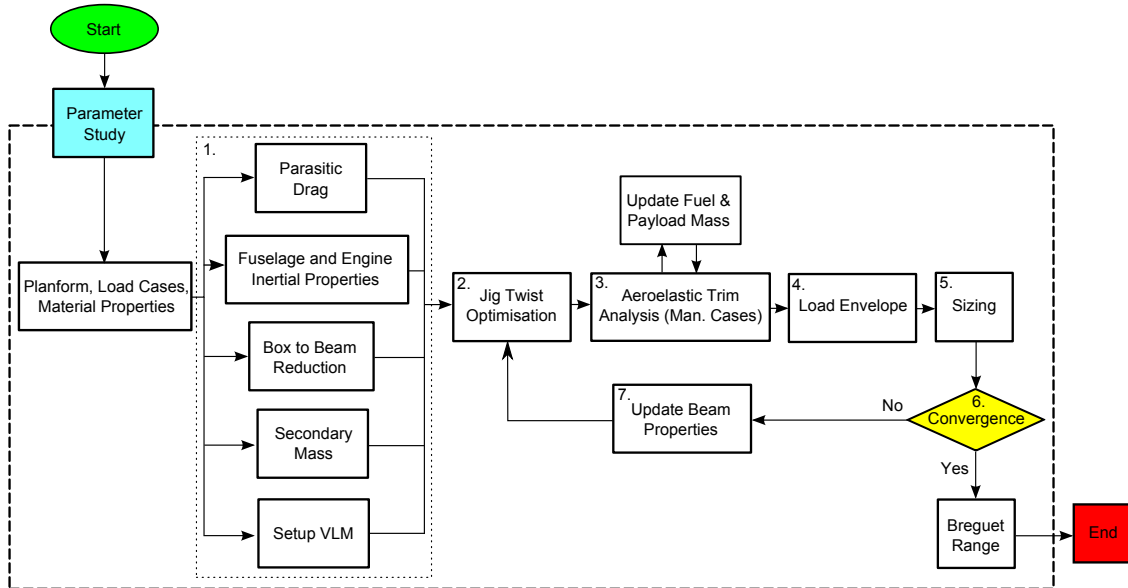 Start
Parameter
Study
Planform, Load Cases,
Material Properties
1.
Parasitic
Drag
Fuselage and Engine
Inertial Properties
Box to Beam
Reduction
Secondary
Mass
Setup VLM
2.
Jig Twist
Optimisation
Update Fuel &
Payload Mass
3.
Aeroelastic Trim
Analysis (Man. Cases)
4.
Load Envelope
5.
Sizing
6.
Convergence
No
7.
Update Beam
Properties
Yes
Breguet
Range
End